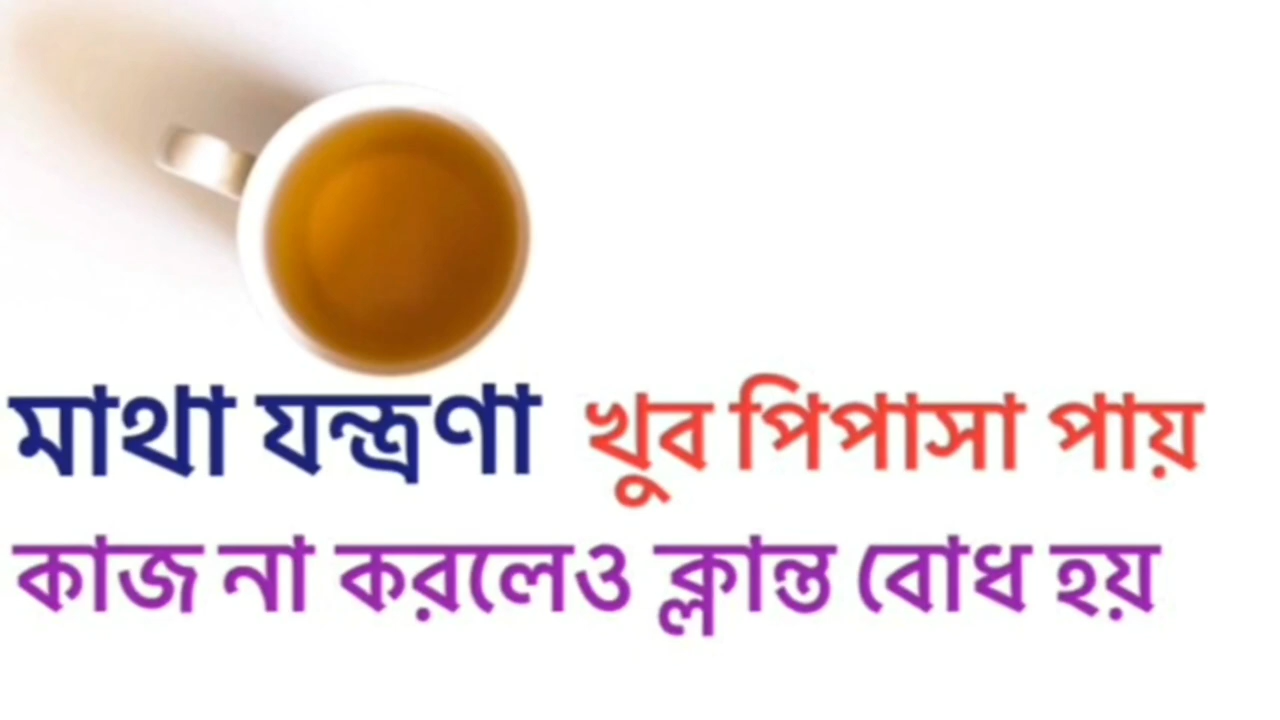 মাথা যন্ত্রণা খুব পিপাসা পায়
কাজ না করলেও ক্লান্ত বোধ হয়